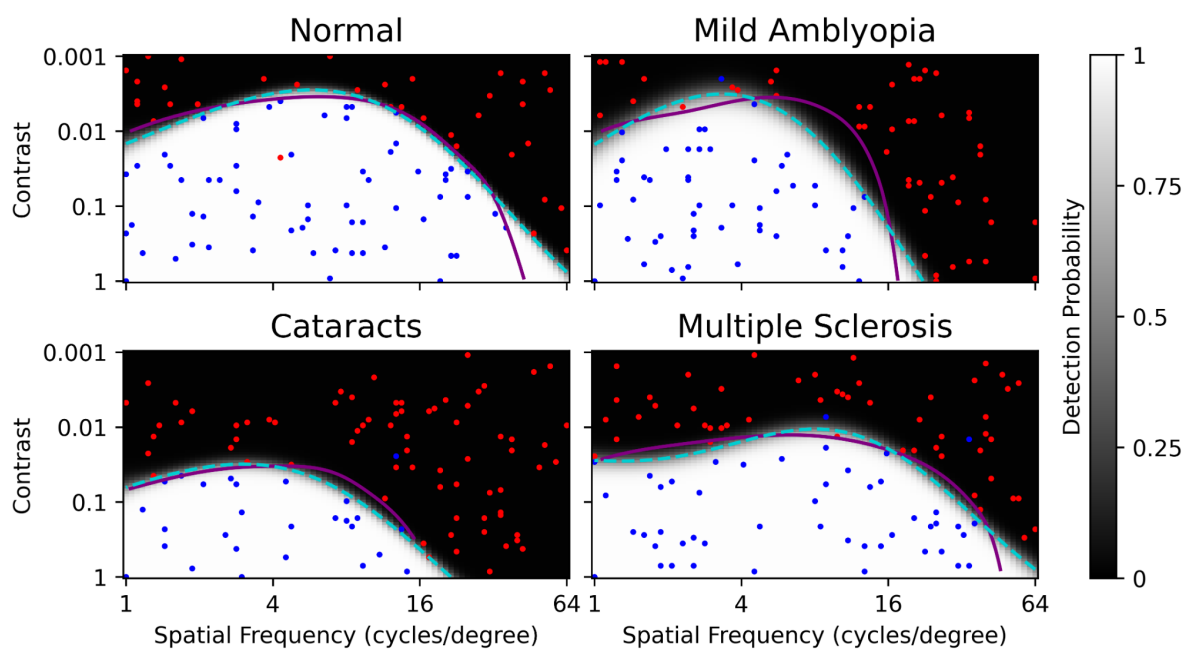 Normal
Mild Amblyopia
0.001
0.01
0.1
1
Contrast
Cataracts
Multiple Sclerosis
0.001
0.01
0.1
1
Contrast
1 4 16 64
1 4 16 64
Spatial Frequency (cycles/degree)
Spatial Frequency (cycles/degree)
1
0.75
0.5
0.25
0
Detection Probability